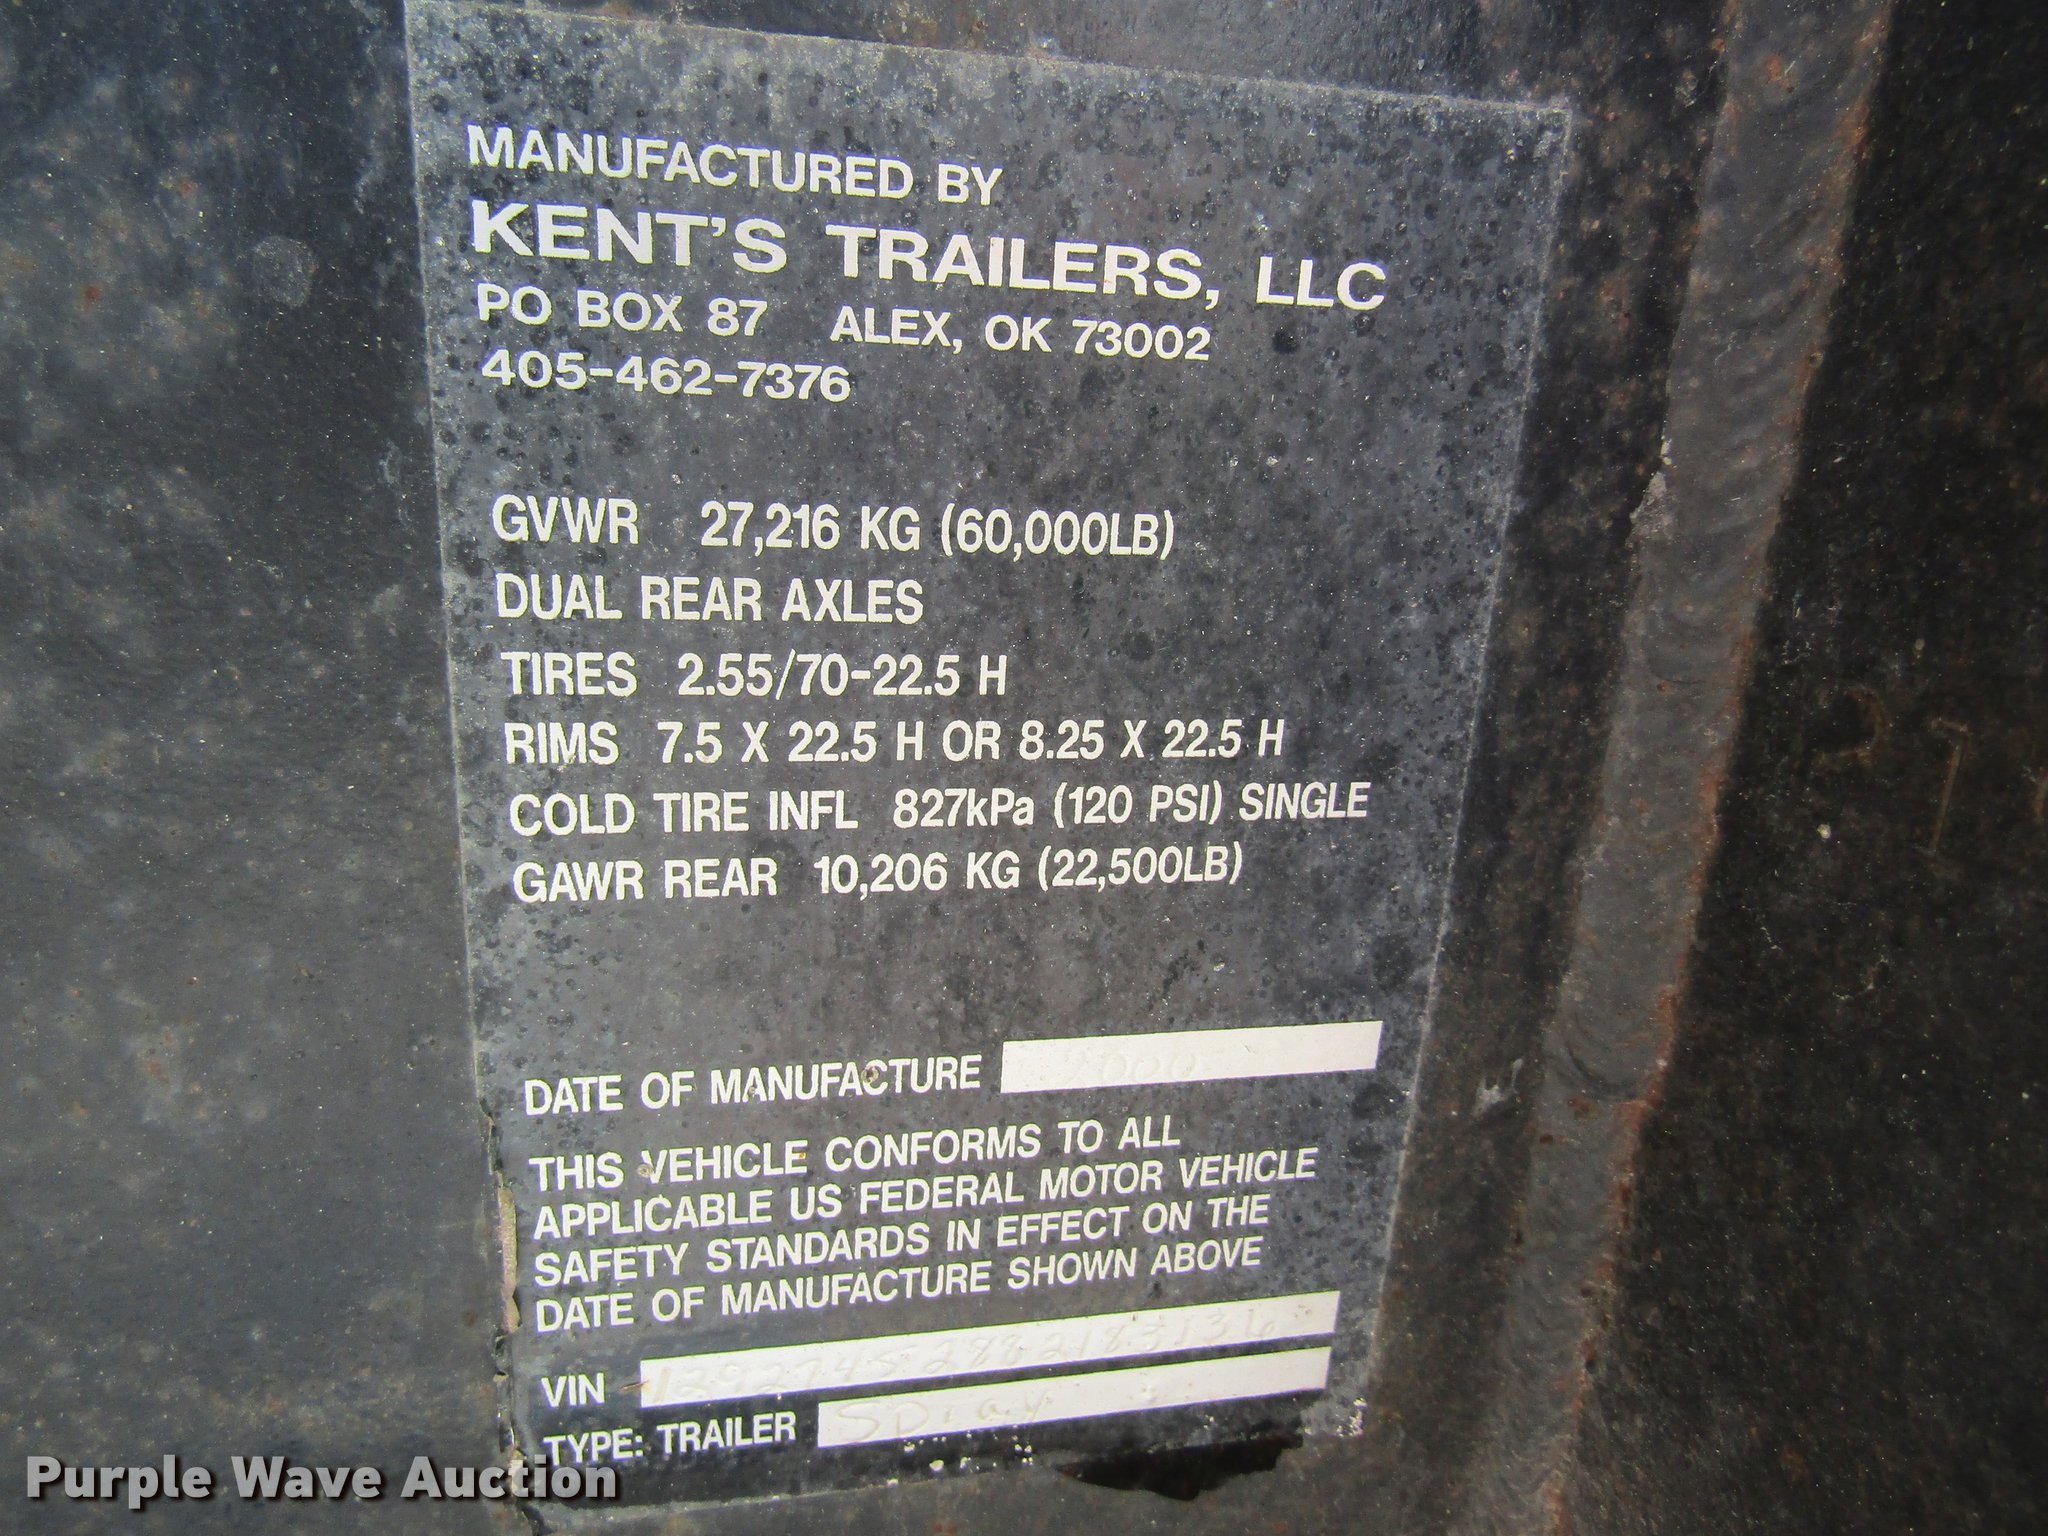 MANUFACTURED BY
KENT'S TRAILERS, LLC
PO BOX 87 ALEX, OK 73002
405-462-7376
GVWR 27,216 KG (60,000LB)
DUAL REAR AXLES
TIRES 2.55/70-22.5 H
RIMS 7.5 X 22.5 H OR 8.25 X 22.5 H
COLD TIRE INFL 827kPa (120 PSI) SINGLE
GAWR REAR 10,206 KG (22,500LB)
DATE OF MANUFACTURE 2000
THIS VEHICLE CONFORMS TO ALL
APPLICABLE US FEDERAL MOTOR VEHICLE
SAFETY STANDARDS IN EFFECT ON THE
DATE OF MANUFACTURE SHOWN ABOVE
VIN
TYPE: TRAILER
Purple Wave Auction